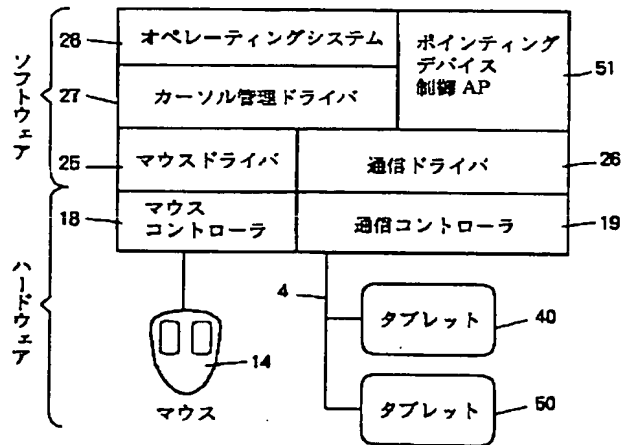 28
オペレーティングシステム
ポインティング
デバイス
制御 AP
51
ソフトウェア
27
カーソル管理ドライバ
25
マウスドライバ
通信ドライバ
26
18
マウス
コントローラ
通信コントローラ
19
ハードウェア
4
タブレット
40
14
マウス
タブレット
50